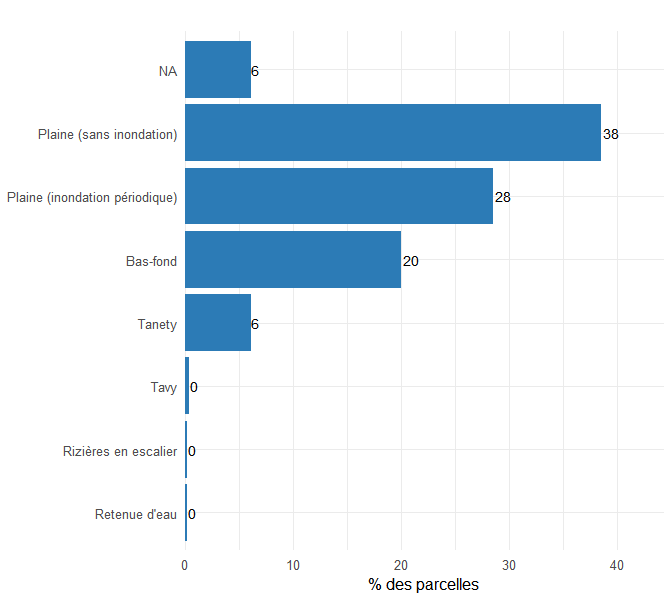 NA 6
Plaine (sans inondation) 38
Plaine (inondation périodique) 28
Bas-fond 20
Tanety 6
Tavy 0
Rizières en escalier 0
Retenue d'eau 0
0 10 20 30 40
% des parcelles